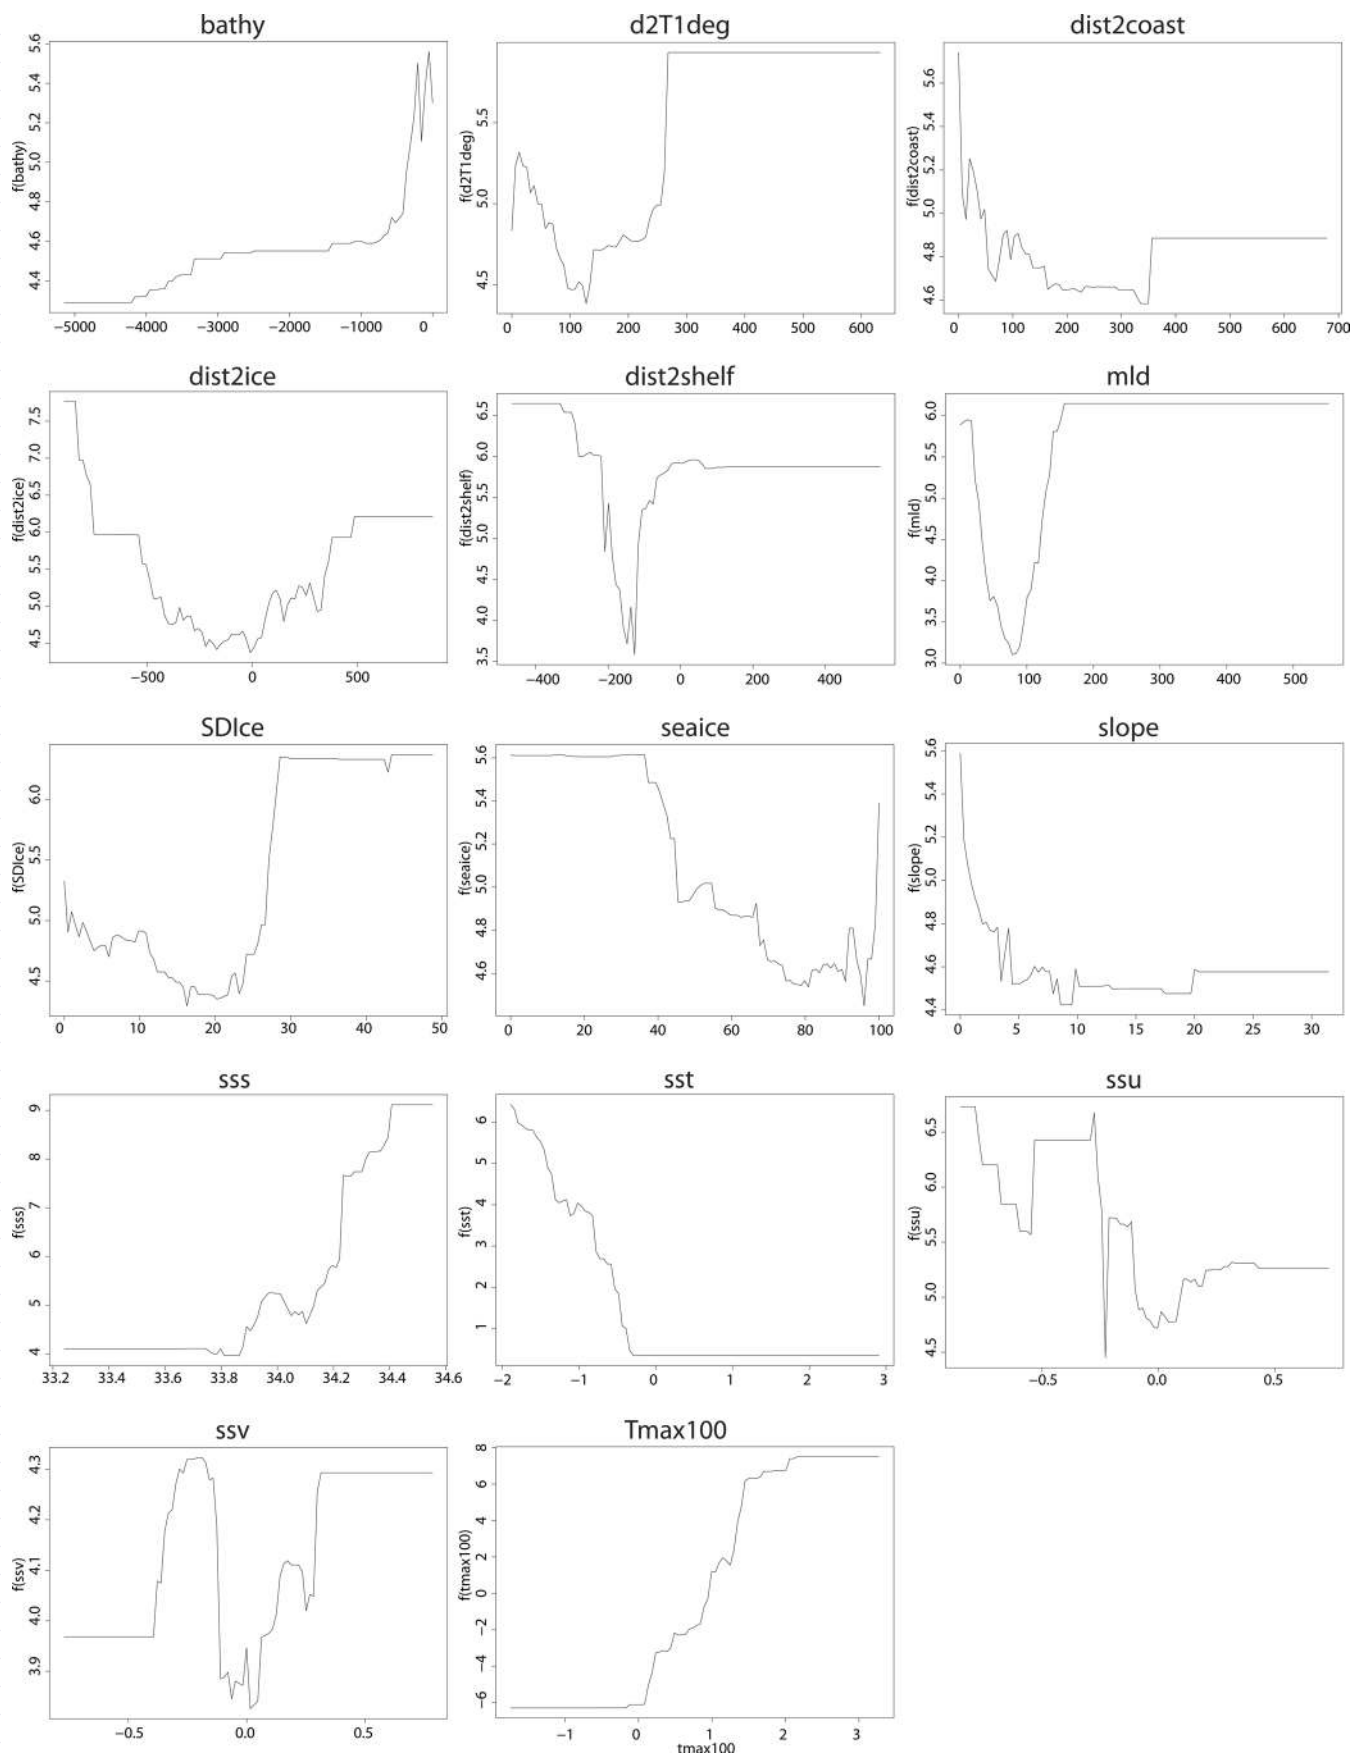 bathy d2T1deg dist2coast
f(bathy) 4.4 4.6 4.8 5.0 5.2 5.4 5.6
−5000 −4000 −3000 −2000 −1000 0
f(d2T1deg) 4.5 5.0 5.5
0 100 200 300 400 500 600
f(dist2coast) 4.6 4.8 5.0 5.2 5.4 5.6
0 100 200 300 400 500 600 700
dist2ice dist2shelf mld
f(dist2ice) 4.5 5.0 5.5 6.0 6.5 7.0 7.5
−500 0 500
f(dist2shelf) 3.5 4.0 4.5 5.0 5.5 6.0 6.5
−400 −200 0 200 400
f(mld) 3.0 3.5 4.0 4.5 5.0 5.5 6.0
0 100 200 300 400 500
SDIce seaice slope
f(SDIce) 4.5 5.0 5.5 6.0
0 10 20 30 40 50
f(seaice) 4.6 4.8 5.0 5.2 5.4 5.6
0 20 40 60 80 100
f(slope) 4.4 4.6 4.8 5.0 5.2 5.4 5.6
0 5 10 15 20 25 30
sss sst ssu
f(sss) 4 5 6 7 8 9
33.2 33.4 33.6 33.8 34.0 34.2 34.4 34.6
f(sst) 1 2 3 4 5 6
−2 −1 0 1 2 3
f(ssu) 4.5 5.0 5.5 6.0 6.5
−0.5 0.0 0.5
ssv Tmax100
f(ssv) 3.9 4.0 4.1 4.2 4.3
−0.5 0.0 0.5
f(tmax100) −6 −4 −2 0 2 4 6 8
−1 0 1 2 3
tmax100